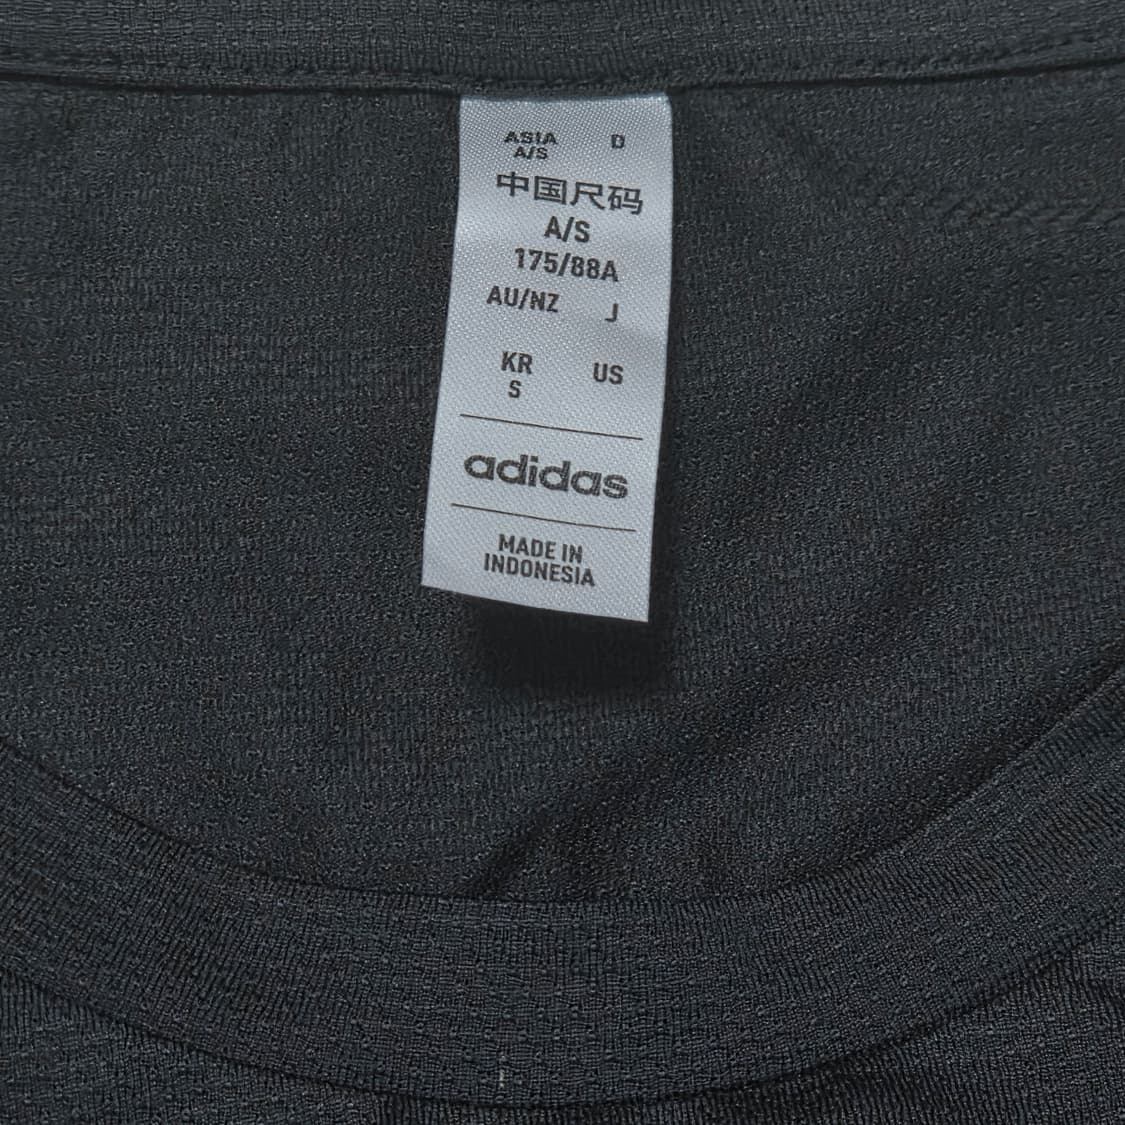 ASIA D
A/S
中国尺码
A/S
175/88A
AU/NZ J
KR US
S
adidas
MADE IN
INDONESIA